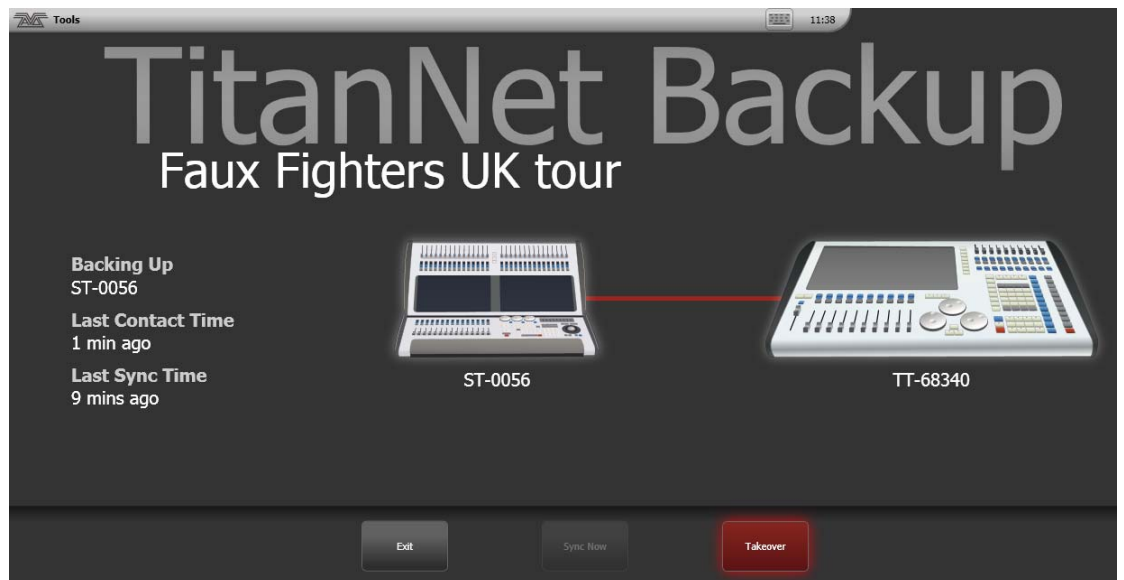 Tools
11:38
TitanNet Backup
Faux Fighters UK tour
Backing Up
ST-0056
Last Contact Time
1 min ago
Last Sync Time
9 mins ago
ST-0056
TT-68340
Exit
Sync Now
Takeover